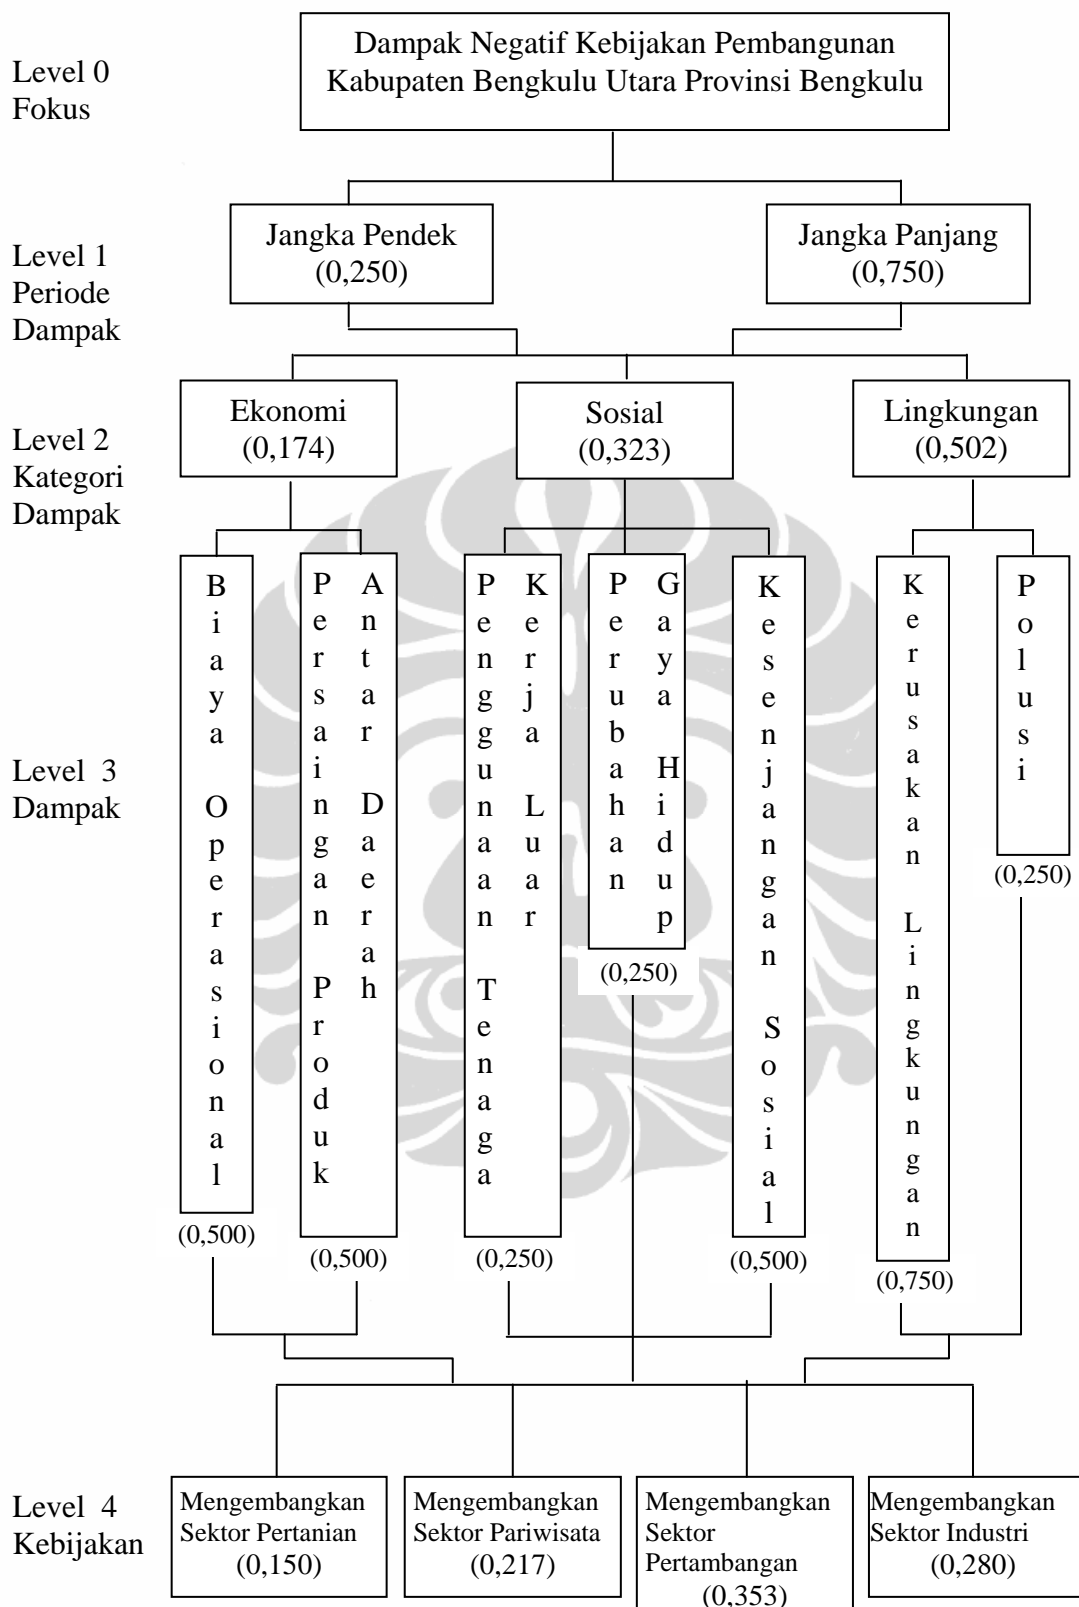 Level 0
Fokus
Dampak Negatif Kebijakan Pembangunan
Kabupaten Bengkulu Utara Provinsi Bengkulu
Level 1
Periode
Dampak
Jangka Pendek
(0,250)
Jangka Panjang
(0,750)
Level 2
Kategori
Dampak
Ekonomi
(0,174)
Sosial
(0,323)
Lingkungan
(0,502)
Level 3
Dampak
Biaya Operasional
(0,500)
Persaingan Produk
Antar Daerah
(0,500)
Penggunaan Tenaga
Kerja Luar
(0,250)
Perubahan
Gaya Hidup
(0,250)
Kesenjangan Sosial
(0,500)
Kerusakan Lingkungan
(0,750)
Polusi
(0,250)
Level 4
Kebijakan
Mengembangkan
Sektor Pertanian
(0,150)
Mengembangkan
Sektor Pariwisata
(0,217)
Mengembangkan
Sektor
Pertambangan
(0,353)
Mengembangkan
Sektor Industri
(0,280)